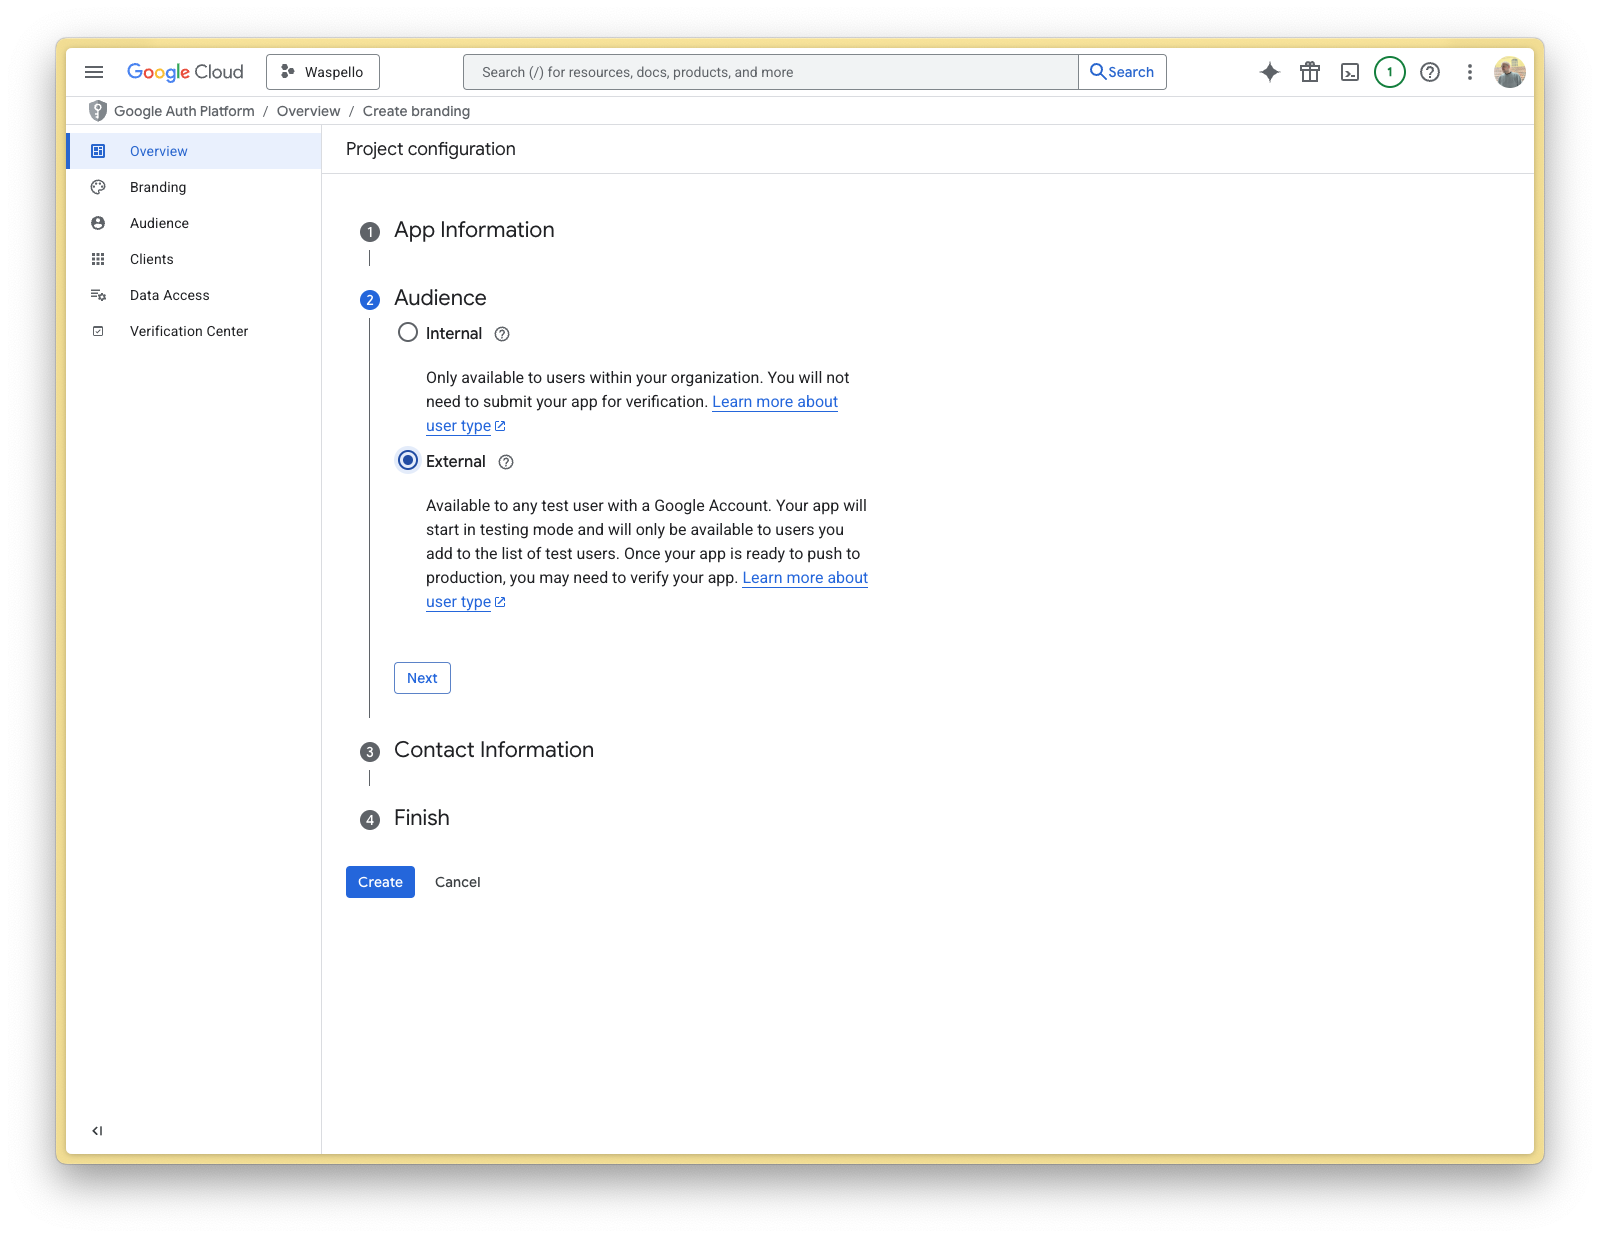 Google Cloud
Waspello
Search (/) for resources, docs, products, and more
Search
1
Google Auth Platform / Overview / Create branding
Overview
Branding
Audience
Clients
Data Access
Verification Center
Project configuration
1 App Information
2 Audience
Internal
Only available to users within your organization. You will not
need to submit your app for verification. Learn more about
user type
External
Available to any test user with a Google Account. Your app will
start in testing mode and will only be available to users you
add to the list of test users. Once your app is ready to push to
production, you may need to verify your app. Learn more about
user type
Next
3 Contact Information
4 Finish
Create
Cancel